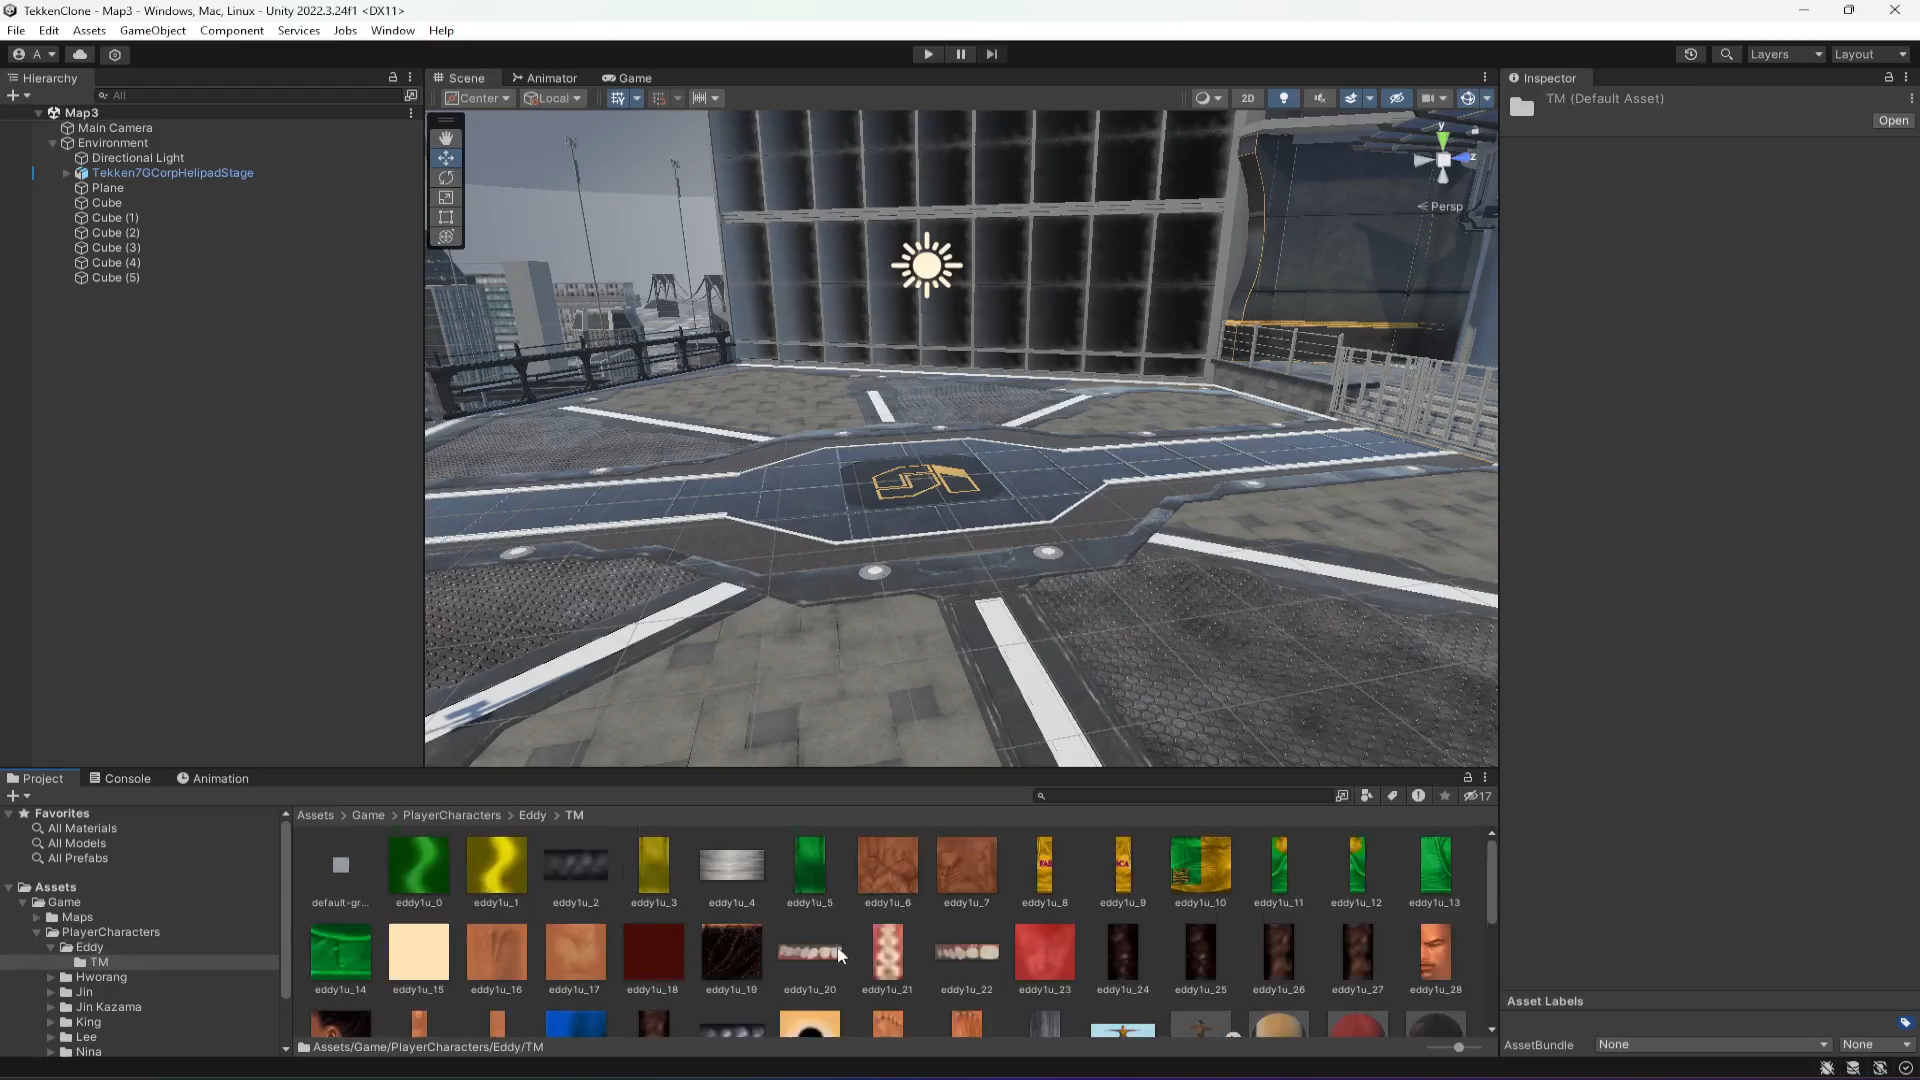 TekkenClone - Map3 - Windows, Mac, Linux - Unity 2022.3.24f1 <DX11>
File Edit Assets GameObject Component Services Jobs Window Help
A Layers Layout
Hierarchy Scene Animator Game Inspector
All Center Local 2D TM (Default Asset)
Open
Map3
Main Camera
Environment
Directional Light
Tekken7GCorpHelipadStage
Plane
Cube
Cube (1)
Cube (2)
Cube (3)
Cube (4)
Cube (5)
y
z
Persp
Project Console Animation
17
Favorites
All Materials
All Models
All Prefabs
Assets
Game
Maps
PlayerCharacters
Eddy
TM
Hworang
Jin
Jin Kazama
King
Lee
Nina
Assets > Game > PlayerCharacters > Eddy > TM
default-gr... eddy1u_0 eddy1u_1 eddy1u_2 eddy1u_3 eddy1u_4 eddy1u_5 eddy1u_6 eddy1u_7 eddy1u_8 eddy1u_9 eddy1u_10 eddy1u_11 eddy1u_12 eddy1u_13
eddy1u_14 eddy1u_15 eddy1u_16 eddy1u_17 eddy1u_18 eddy1u_19 eddy1u_20 eddy1u_21 eddy1u_22 eddy1u_23 eddy1u_24 eddy1u_25 eddy1u_26 eddy1u_27 eddy1u_28
Assets/Game/PlayerCharacters/Eddy/TM
Asset Labels
AssetBundle None None